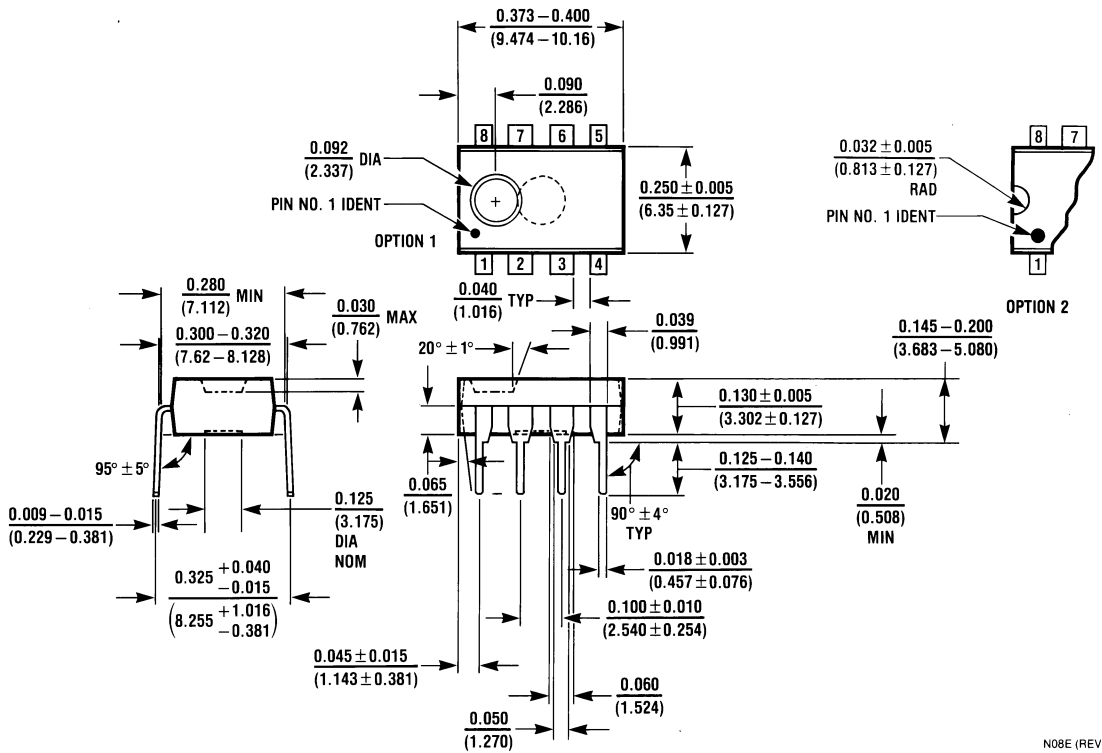 0.373 – 0.400
(9.474 – 10.16)
0.090
(2.286)
8 7 6 5
0.092 DIA
(2.337)
PIN NO. 1 IDENT
OPTION 1
0.250 ± 0.005
(6.35 ± 0.127)
1 2 3 4
8 7
0.032 ± 0.005
(0.813 ± 0.127)
RAD
PIN NO. 1 IDENT
1
OPTION 2
0.280 MIN
(7.112)
0.030 MAX
(0.762)
0.300 – 0.320
(7.62 – 8.128)
0.040 TYP
(1.016)
0.039
(0.991)
0.145 – 0.200
(3.683 – 5.080)
20° ± 1°
0.130 ± 0.005
(3.302 ± 0.127)
95° ± 5°
0.065
(1.651)
0.125 – 0.140
(3.175 – 3.556)
90° ± 4°
TYP
0.020
(0.508)
MIN
0.009 – 0.015
(0.229 – 0.381)
0.125
(3.175)
DIA
NOM
0.018 ± 0.003
(0.457 ± 0.076)
0.325 +0.040
–0.015
(8.255 +1.016
–0.381)
0.100 ± 0.010
(2.540 ± 0.254)
0.045 ± 0.015
(1.143 ± 0.381)
0.060
(1.524)
0.050
(1.270)
N08E (REV